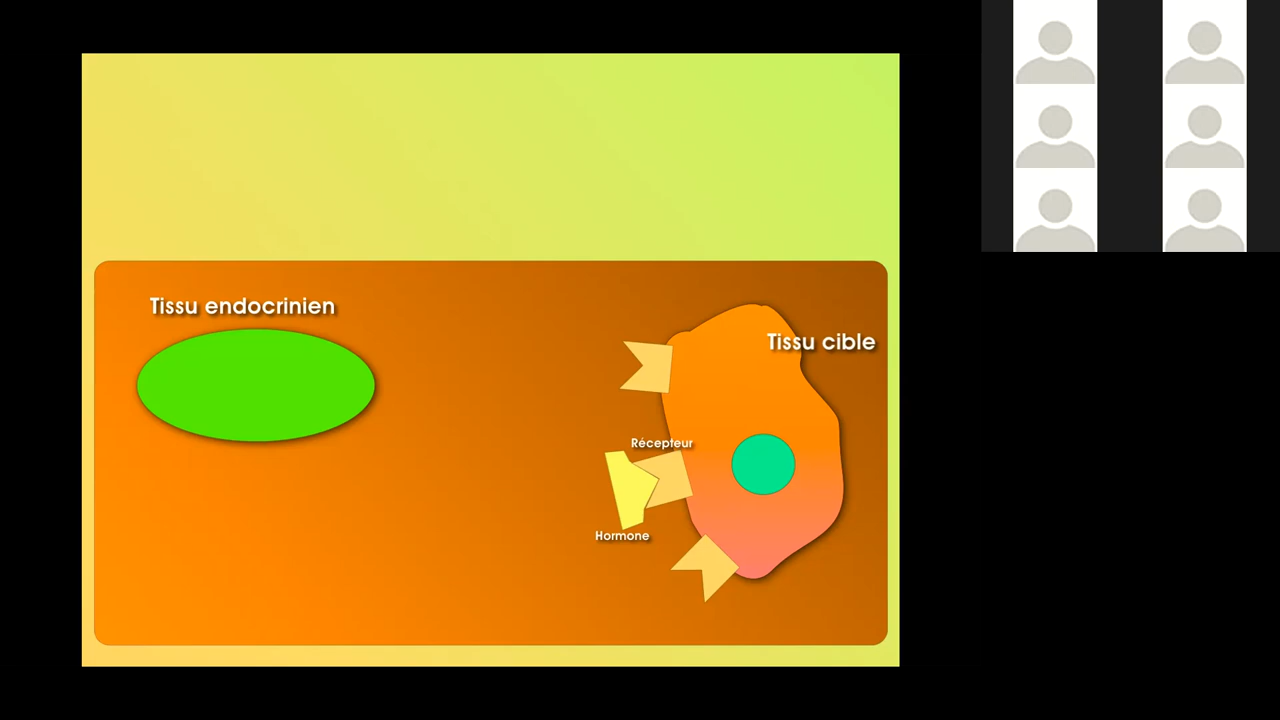 Tissu endocrinien
Tissu cible
Récepteur
Hormone